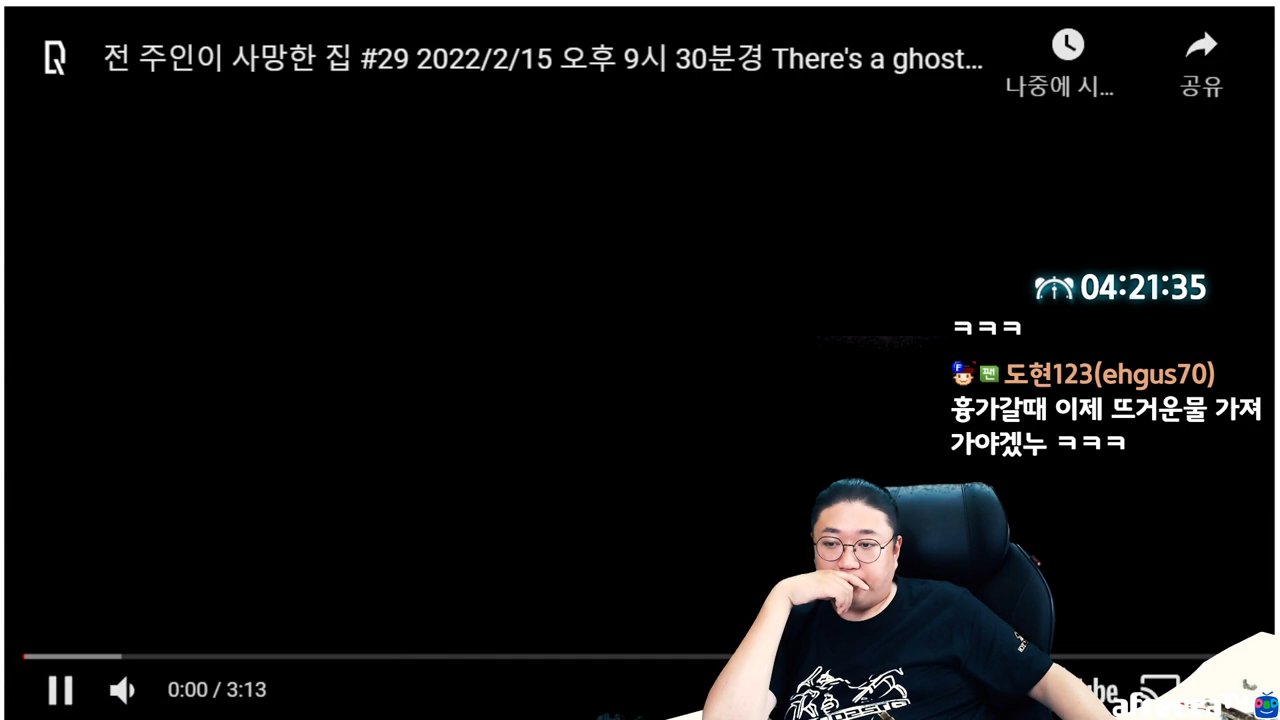 전 주인이 사망한 집 #29 2022/2/15 오후 9시 30분경 There's a ghost...
나중에 시...
공유
04:21:35
ㅋㅋㅋ
F 팬 도현123(ehgus70)
흉가갈때 이제 뜨거운물 가져
가야겠누 ㅋㅋㅋ
0:00 / 3:13